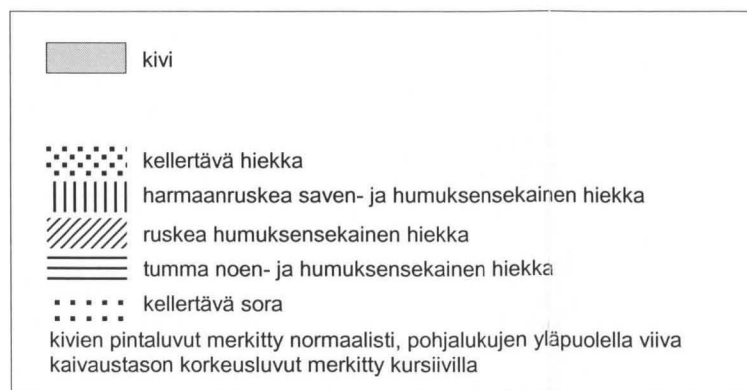 kivi
kellertävä hiekka
harmaanruskea saven- ja humuksensekainen hiekka
ruskea humuksensekainen hiekka
tumma noen- ja humuksensekainen hiekka
kellertävä sora
kivien pintaluvut merkitty normaalisti, pohjalukujen yläpuolella viiva
kaivaustason korkeusluvut merkitty kursiivilla